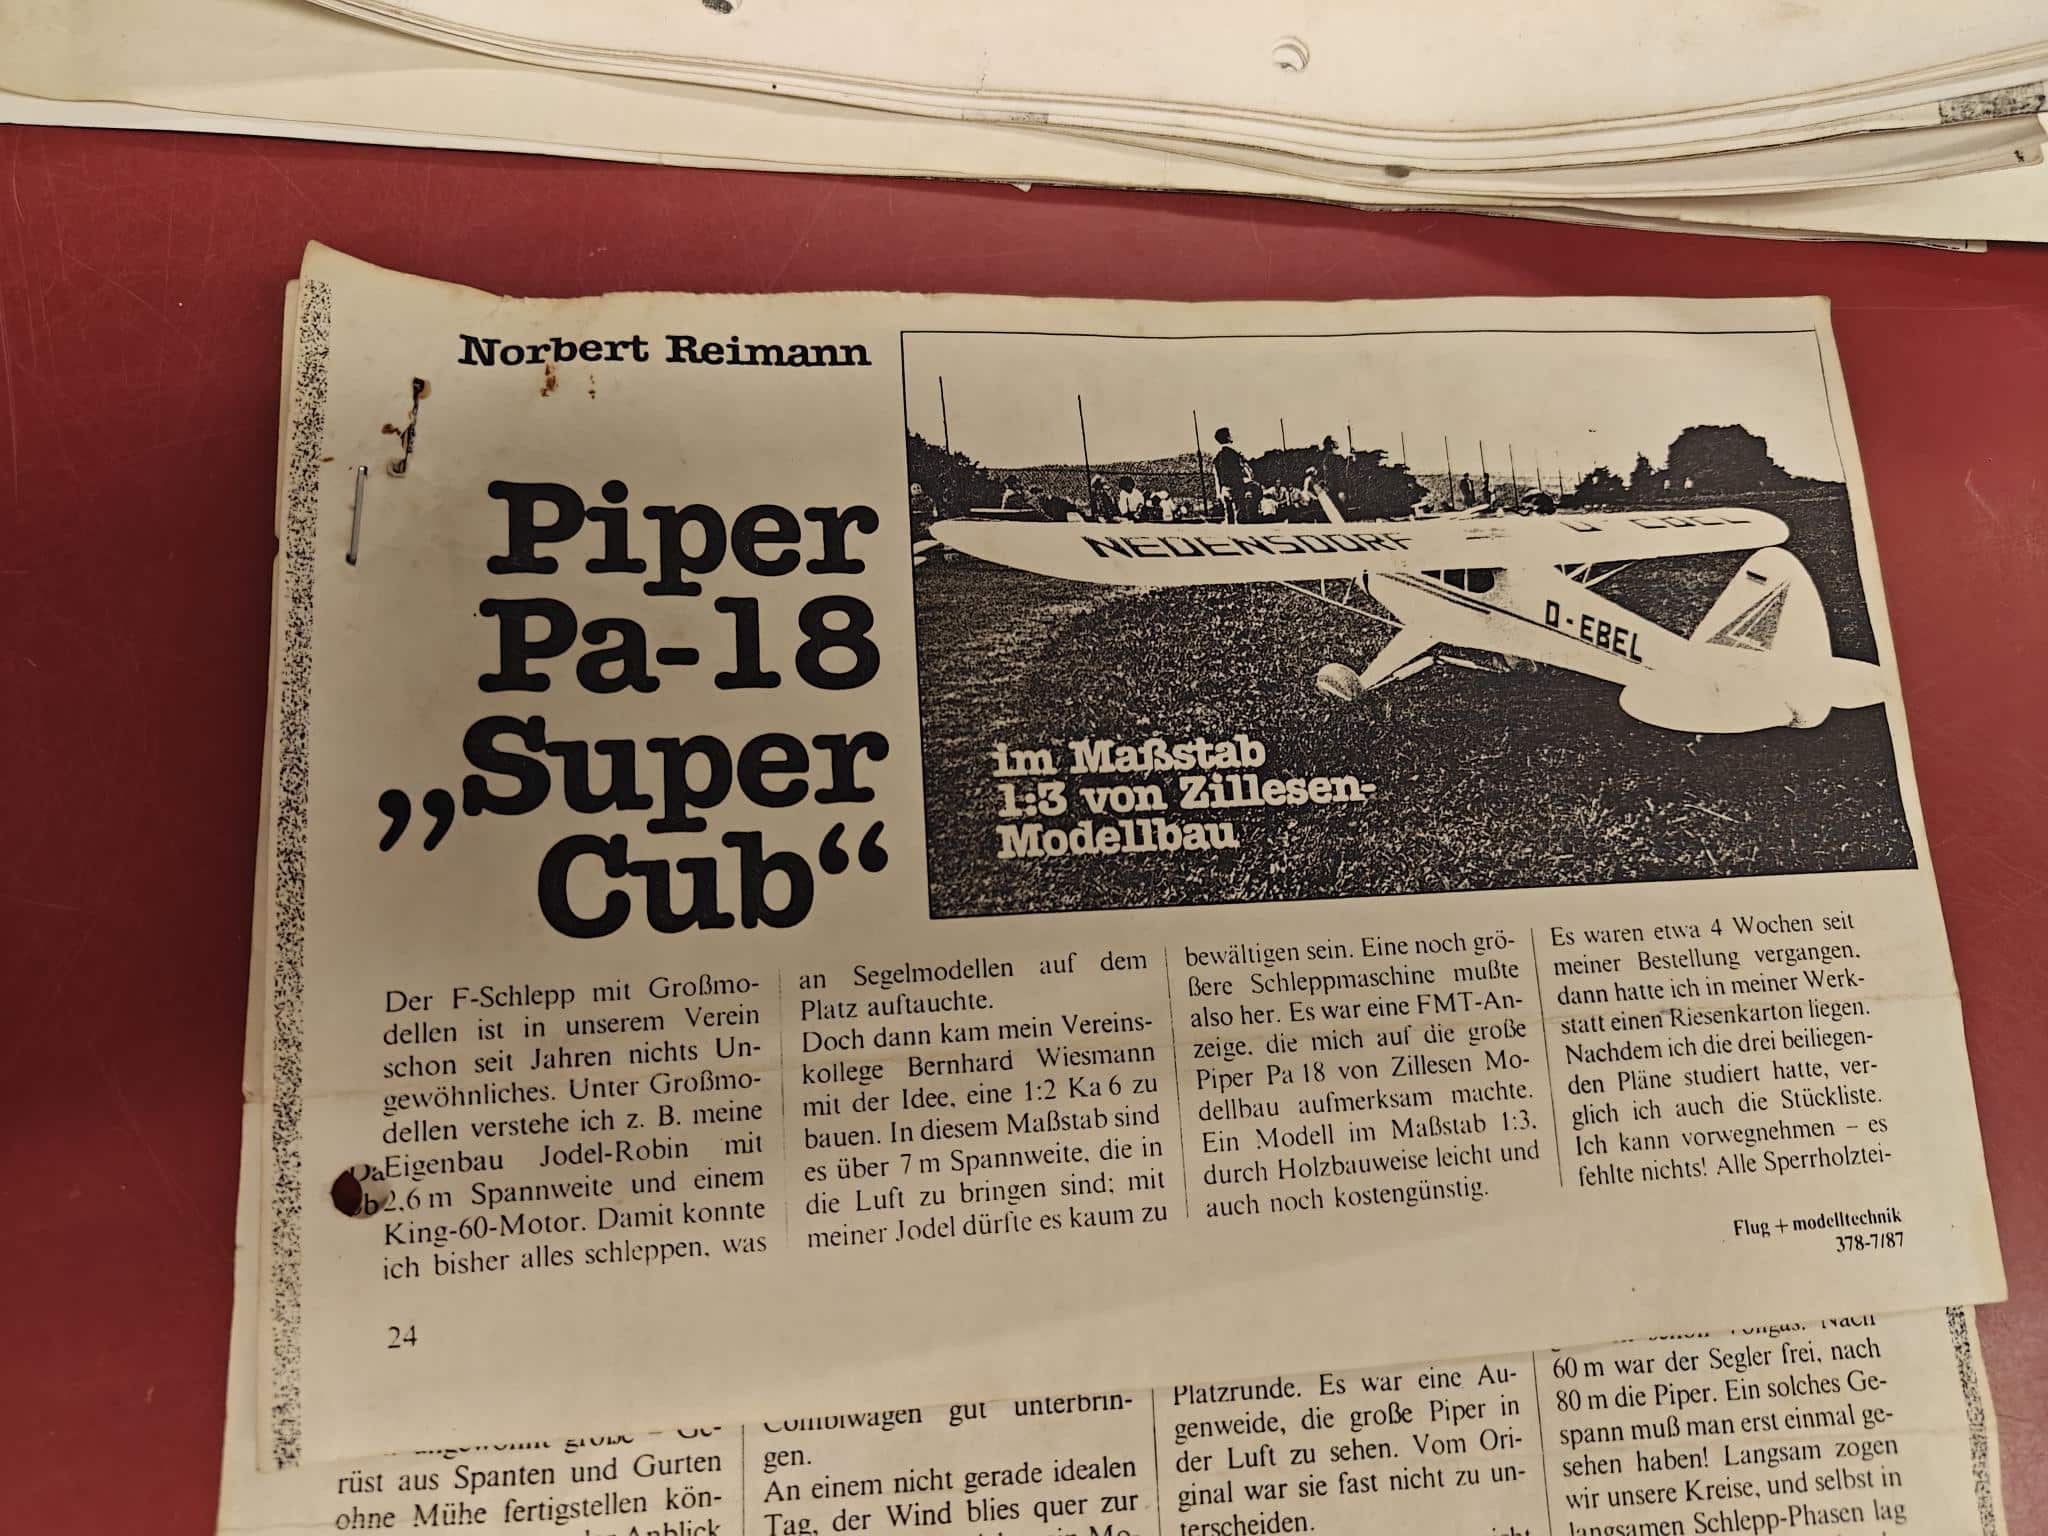 Norbert Reimann
Piper
Pa-18
„Super
Cub“
NEDENSDORF D-EBEL
D-EBEL
im Maßstab
1:3 von Zillesen-
Modellbau
Der F-Schlepp mit Großmo-
dellen ist in unserem Verein
schon seit Jahren nichts Un-
gewöhnliches. Unter Großmo-
dellen verstehe ich z. B. meine
Eigenbau Jodel-Robin mit
2,6 m Spannweite und einem
King-60-Motor. Damit konnte
ich bisher alles schleppen, was
an Segelmodellen auf dem
Platz auftauchte.
Doch dann kam mein Vereins-
kollege Bernhard Wiesmann
mit der Idee, eine 1:2 Ka 6 zu
bauen. In diesem Maßstab sind
es über 7 m Spannweite, die in
die Luft zu bringen sind; mit
meiner Jodel dürfte es kaum zu
bewältigen sein. Eine noch grö-
ßere Schleppmaschine mußte
also her. Es war eine FMT-An-
zeige, die mich auf die große
Piper Pa 18 von Zillesen Mo-
dellbau aufmerksam machte.
Ein Modell im Maßstab 1:3,
durch Holzbauweise leicht und
auch noch kostengünstig.
Es waren etwa 4 Wochen seit
meiner Bestellung vergangen,
dann hatte ich in meiner Werk-
statt einen Riesenkarton liegen.
Nachdem ich die drei beiliegen-
den Pläne studiert hatte, ver-
glich ich auch die Stückliste.
Ich kann vorwegnehmen – es
fehlte nichts! Alle Sperrholztei-
Flug + modelltechnik
378-7/87
24
rüst aus Spanten und Gurten
ohne Mühe fertigstellen kön-
Anblick
Combiwagen gut unterbrin-
gen.
An einem nicht gerade idealen
Tag, der Wind blies quer zur
Platzrunde. Es war eine Au-
genweide, die große Piper in
der Luft zu sehen. Vom Ori-
ginal war sie fast nicht zu un-
terscheiden.
Vollgas. Nach
60 m war der Segler frei, nach
80 m die Piper. Ein solches Ge-
spann muß man erst einmal ge-
sehen haben! Langsam zogen
wir unsere Kreise, und selbst in
langsamen Schlepp-Phasen lag